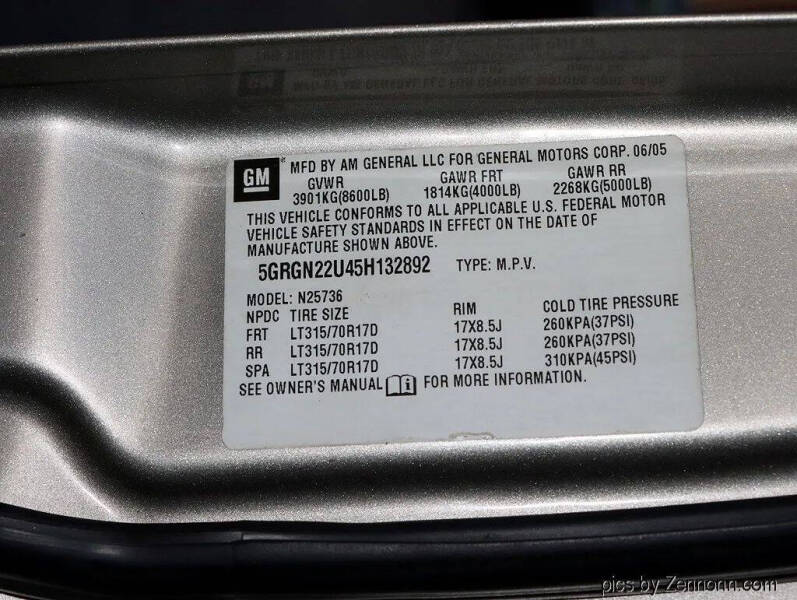 GM MFD BY AM GENERAL LLC FOR GENERAL MOTORS CORP. 06/05
GVWR GAWR FRT GAWR RR
3901KG(8600LB) 1814KG(4000LB) 2268KG(5000LB)
THIS VEHICLE CONFORMS TO ALL APPLICABLE U.S. FEDERAL MOTOR
VEHICLE SAFETY STANDARDS IN EFFECT ON THE DATE OF
MANUFACTURE SHOWN ABOVE.
5GRGN22U45H132892 TYPE: M.P.V.
MODEL: N25736
NPDC TIRE SIZE RIM COLD TIRE PRESSURE
FRT LT315/70R17D 17X8.5J 260KPA(37PSI)
RR LT315/70R17D 17X8.5J 260KPA(37PSI)
SPA LT315/70R17D 17X8.5J 310KPA(45PSI)
SEE OWNER'S MANUAL i FOR MORE INFORMATION.
pics by Zennonn.com